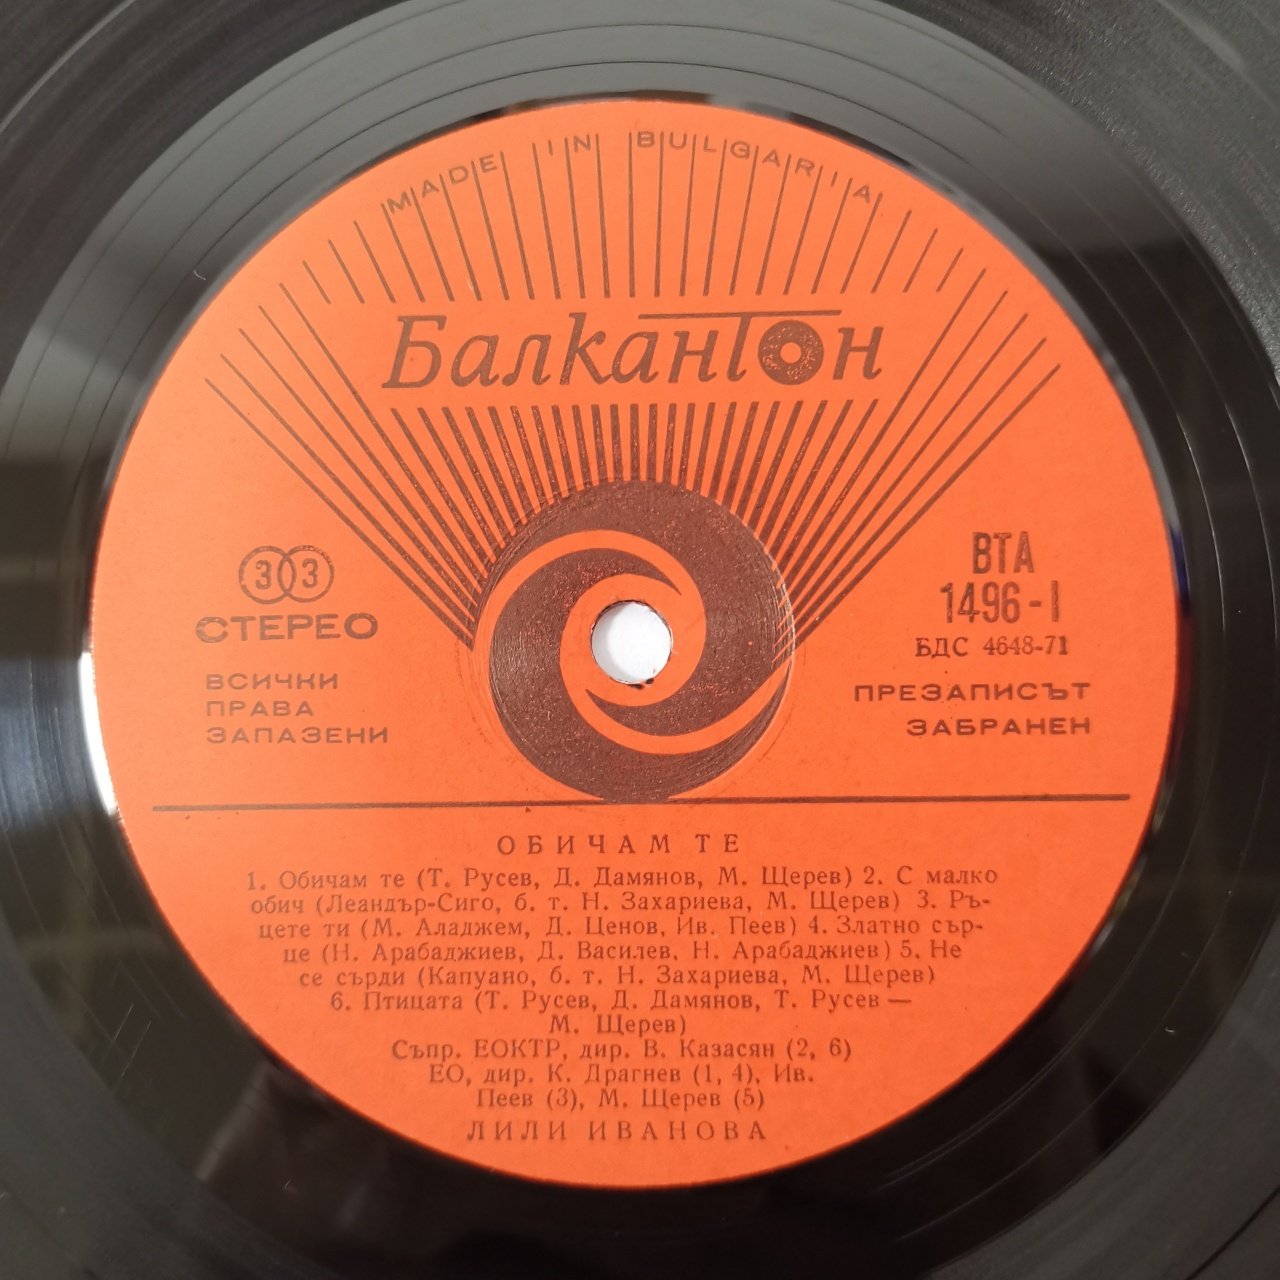 MADE IN BULGARIA
Балкантон
33
СТЕРЕО
ВСИЧКИ
ПРАВА
ЗАПАЗЕНИ
ВТА
1496-I
БДС 4648-71
ПРЕЗАПИСЪТ
ЗАБРАНЕН
ОБИЧАМ ТЕ
1. Обичам те (Т. Русев, Д. Дамянов, М. Щерев) 2. С малко
обич (Леандър-Сиго, б. т. Н. Захариева, М. Щерев) 3. Ръ-
цете ти (М. Аладжем, Д. Ценов, Ив. Пеев) 4. Златно сър-
це (Н. Арабаджиев, Д. Василев, Н. Арабаджиев) 5. Не
се сърди (Капуано, б. т. Н. Захариева, М. Щерев)
6. Птицата (Т. Русев, Д. Дамянов, Т. Русев —
М. Щерев)
Съпр. ЕОКТР, дир. В. Казасян (2, 6)
ЕО, дир. К. Драгнев (1, 4), Ив.
Пеев (3), М. Щерев (5)
ЛИЛИ ИВАНОВА